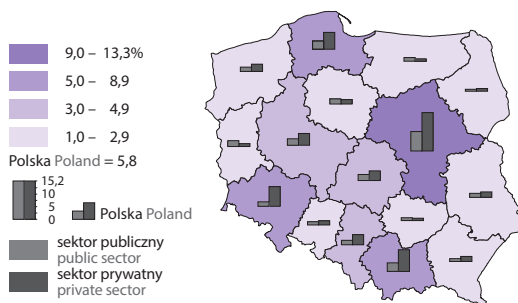 9,0 – 13,3%
5,0 – 8,9
3,0 – 4,9
1,0 – 2,9
Polska Poland = 5,8
15,2
10
5
0
Polska Poland
sektor publiczny
public sector
sektor prywatny
private sector